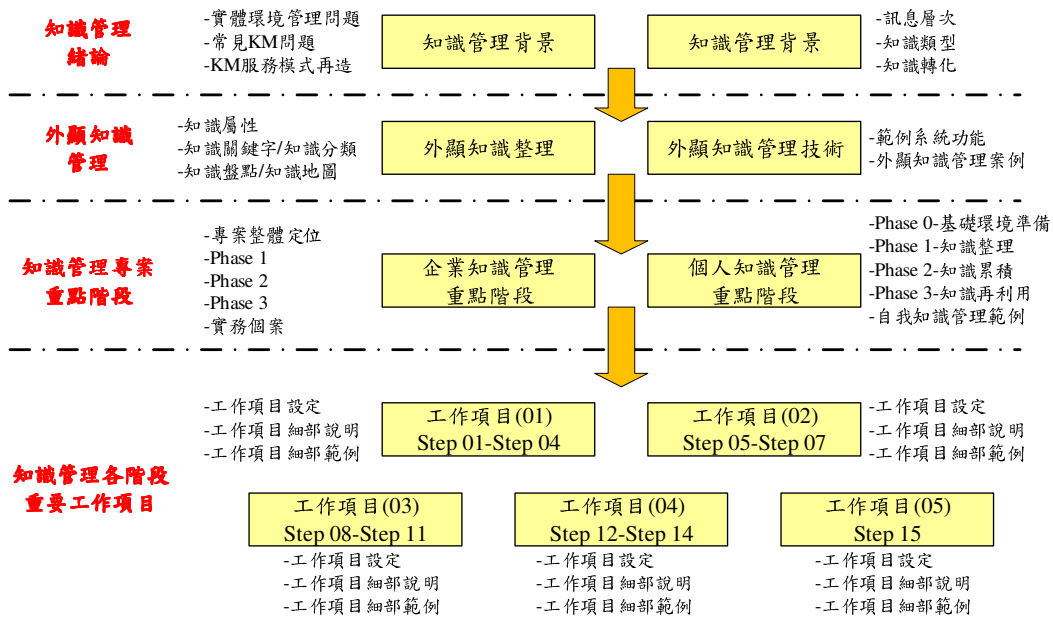 知識管理
緒論
-實體環境管理問題
-常見KM問題
-KM服務模式再造
知識管理背景
知識管理背景
-訊息層次
-知識類型
-知識轉化
外顯知識
管理
-知識屬性
-知識關鍵字/知識分類
-知識盤點/知識地圖
外顯知識整理
外顯知識管理技術
-範例系統功能
-外顯知識管理案例
知識管理專案
重點階段
-專案整體定位
-Phase 1
-Phase 2
-Phase 3
-實務個案
企業知識管理
重點階段
個人知識管理
重點階段
-Phase 0-基礎環境準備
-Phase 1-知識整理
-Phase 2-知識累積
-Phase 3-知識再利用
-自我知識管理範例
知識管理各階段
重要工作項目
-工作項目設定
-工作項目細部說明
-工作項目細部範例
工作項目(01)
Step 01-Step 04
工作項目(02)
Step 05-Step 07
-工作項目設定
-工作項目細部說明
-工作項目細部範例
工作項目(03)
Step 08-Step 11
-工作項目設定
-工作項目細部說明
-工作項目細部範例
工作項目(04)
Step 12-Step 14
-工作項目設定
-工作項目細部說明
-工作項目細部範例
工作項目(05)
Step 15
-工作項目設定
-工作項目細部說明
-工作項目細部範例